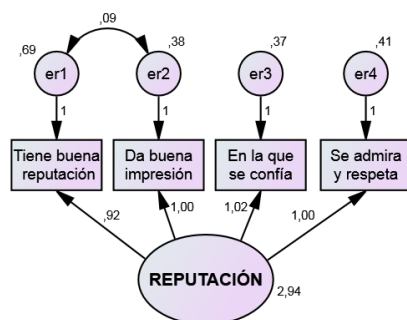 ,09
,69
,38
,37
,41
er1
er2
er3
er4
1
1
1
1
Tiene buena
reputación
Da buena
impresión
En la que
se confía
Se admira
y respeta
,92
1,00
1,02
1,00
REPUTACIÓN
2,94